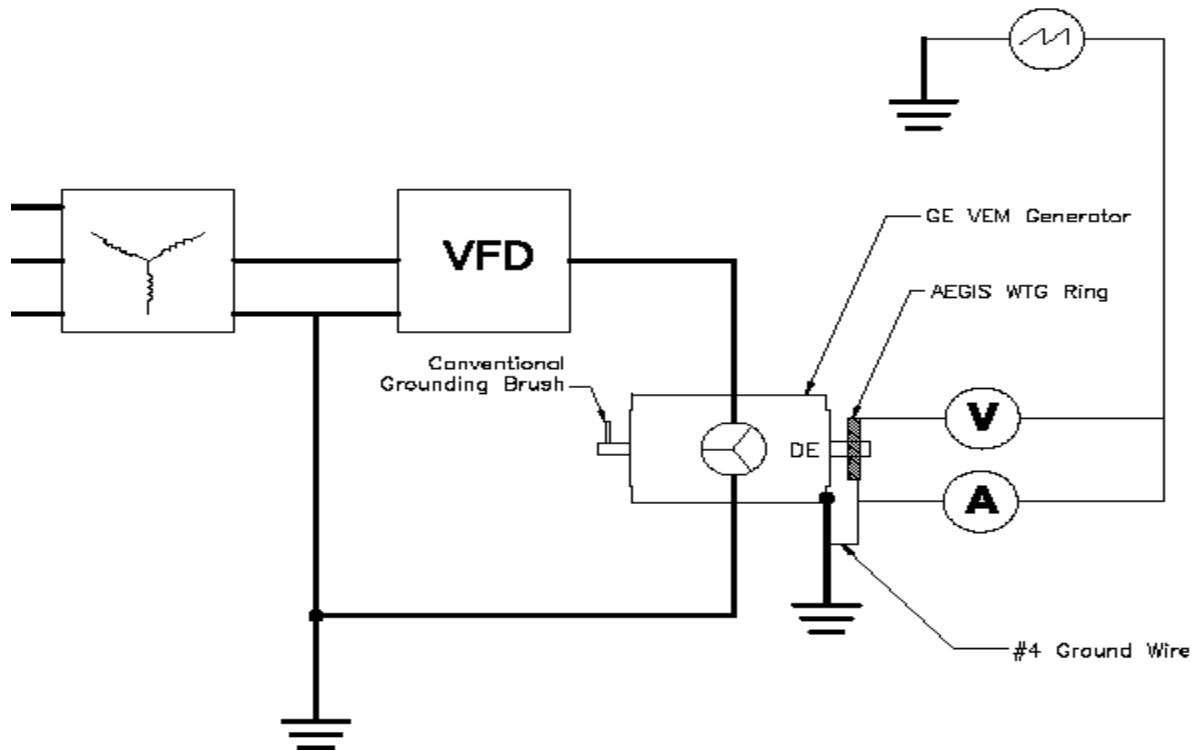 GE VEM Generator
VFD
AEGIS WTG Ring
Conventional
Grounding Brush
V
DE
A
#4 Ground Wire